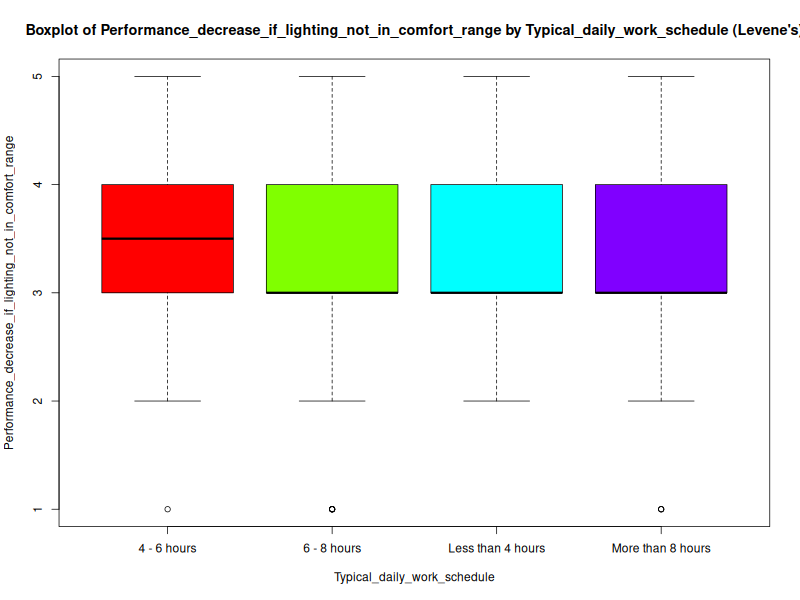 Boxplot of Performance_decrease_if_lighting_not_in_comfort_range by Typical_daily_work_schedule (Levene's)
Performance_decrease_if_lighting_not_in_comfort_range
5
4
3
2
1
4 - 6 hours
6 - 8 hours
Less than 4 hours
More than 8 hours
Typical_daily_work_schedule